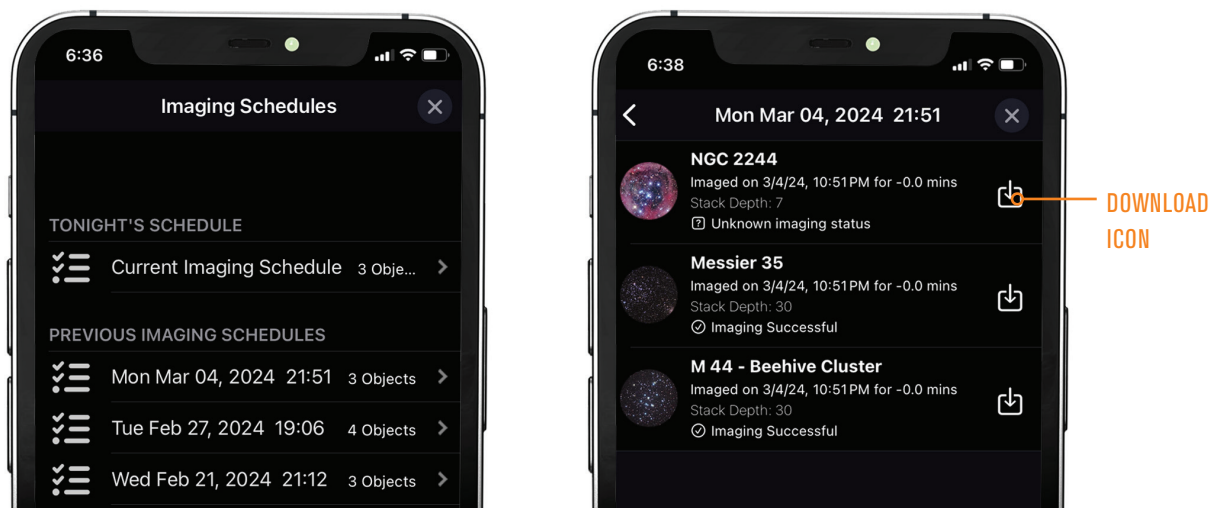 6:36
Imaging Schedules
TONIGHT'S SCHEDULE
Current Imaging Schedule 3 Obje...
PREVIOUS IMAGING SCHEDULES
Mon Mar 04, 2024 21:51 3 Objects
Tue Feb 27, 2024 19:06 4 Objects
Wed Feb 21, 2024 21:12 3 Objects
6:38
Mon Mar 04, 2024 21:51
NGC 2244
Imaged on 3/4/24, 10:51 PM for -0.0 mins
Stack Depth: 7
Unknown imaging status
Messier 35
Imaged on 3/4/24, 10:51 PM for -0.0 mins
Stack Depth: 30
Imaging Successful
M 44 - Beehive Cluster
Imaged on 3/4/24, 10:51 PM for -0.0 mins
Stack Depth: 30
Imaging Successful
DOWNLOAD
ICON